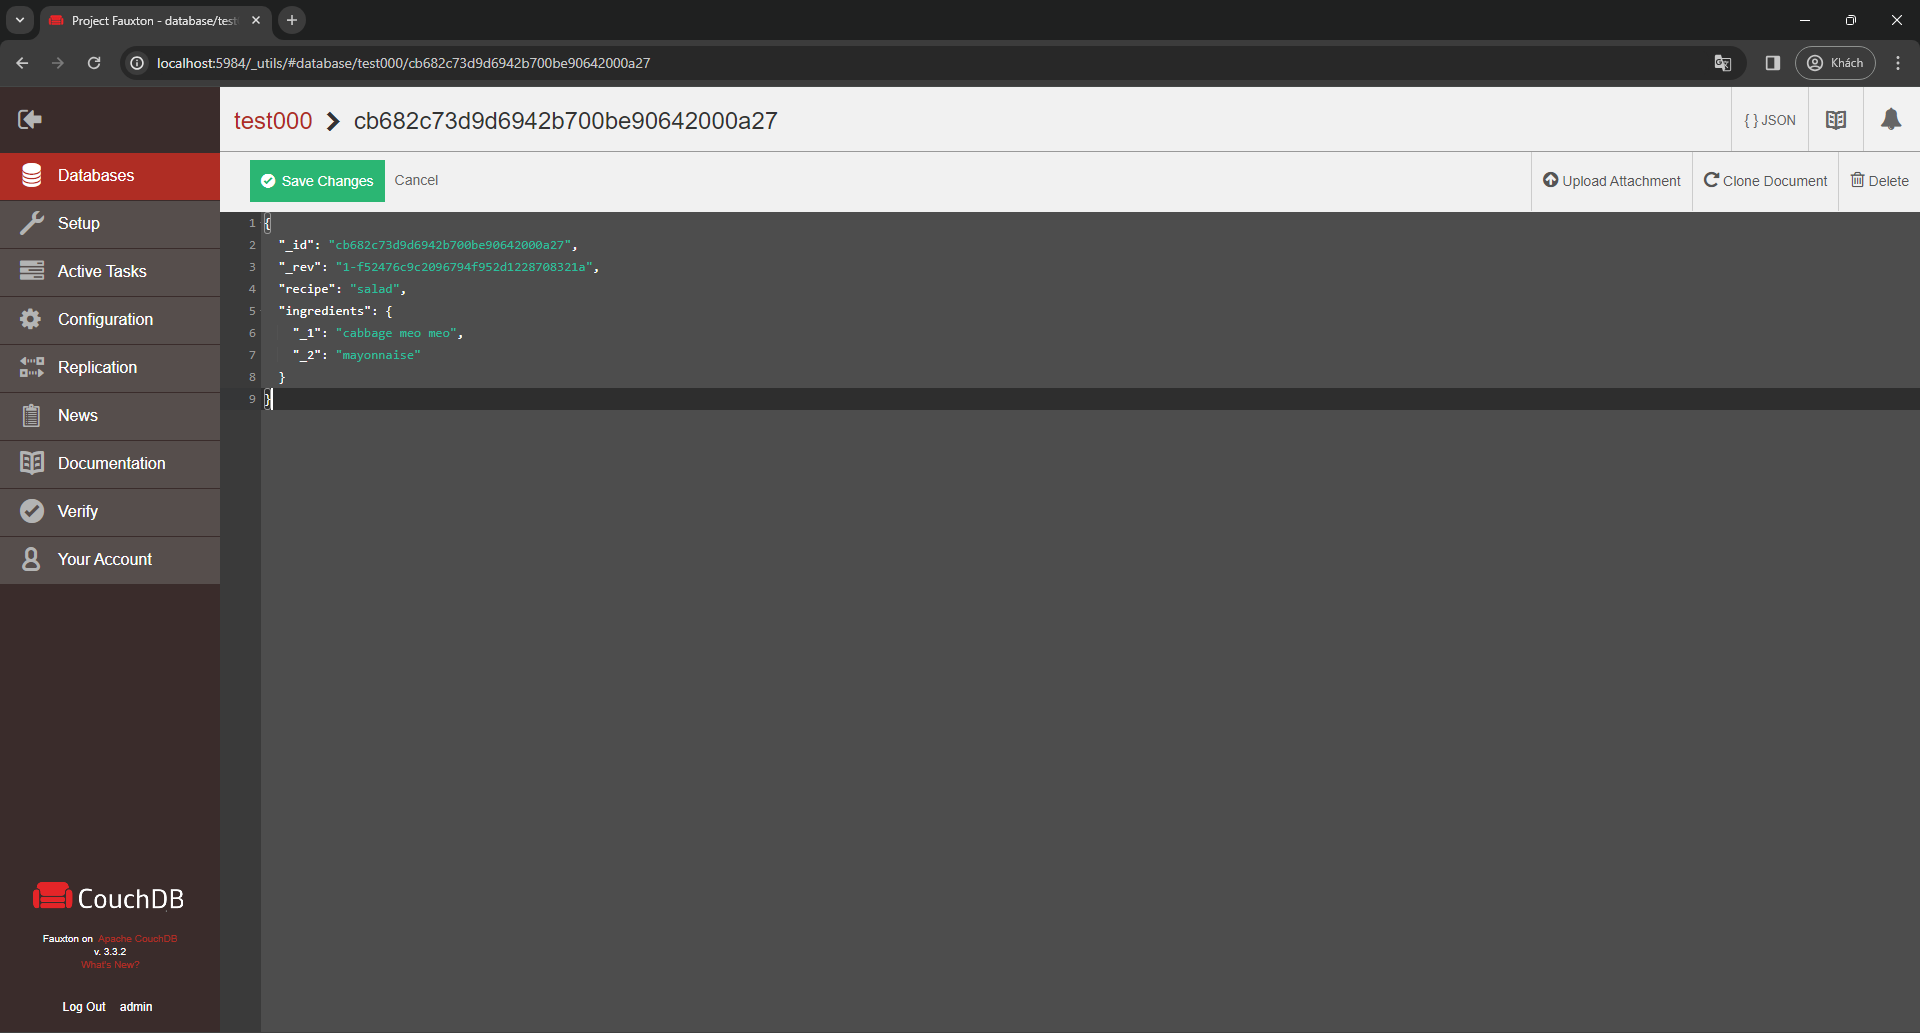 Project Fauxton - database/test
localhost:5984/_utils/#database/test000/cb682c73d9d6942b700be90642000a27
Khách
test000 cb682c73d9d6942b700be90642000a27
{ } JSON
Databases
Setup
Active Tasks
Configuration
Replication
News
Documentation
Verify
Your Account
Save Changes Cancel
Upload Attachment Clone Document Delete
1 {
2 "_id": "cb682c73d9d6942b700be90642000a27",
3 "_rev": "1-f52476c9c2096794f952d1228708321a",
4 "recipe": "salad",
5 "ingredients": {
6 "_1": "cabbage meo meo",
7 "_2": "mayonnaise"
8 }
9 }
CouchDB
Fauxton on Apache CouchDB
v. 3.3.2
What's New?
Log Out admin